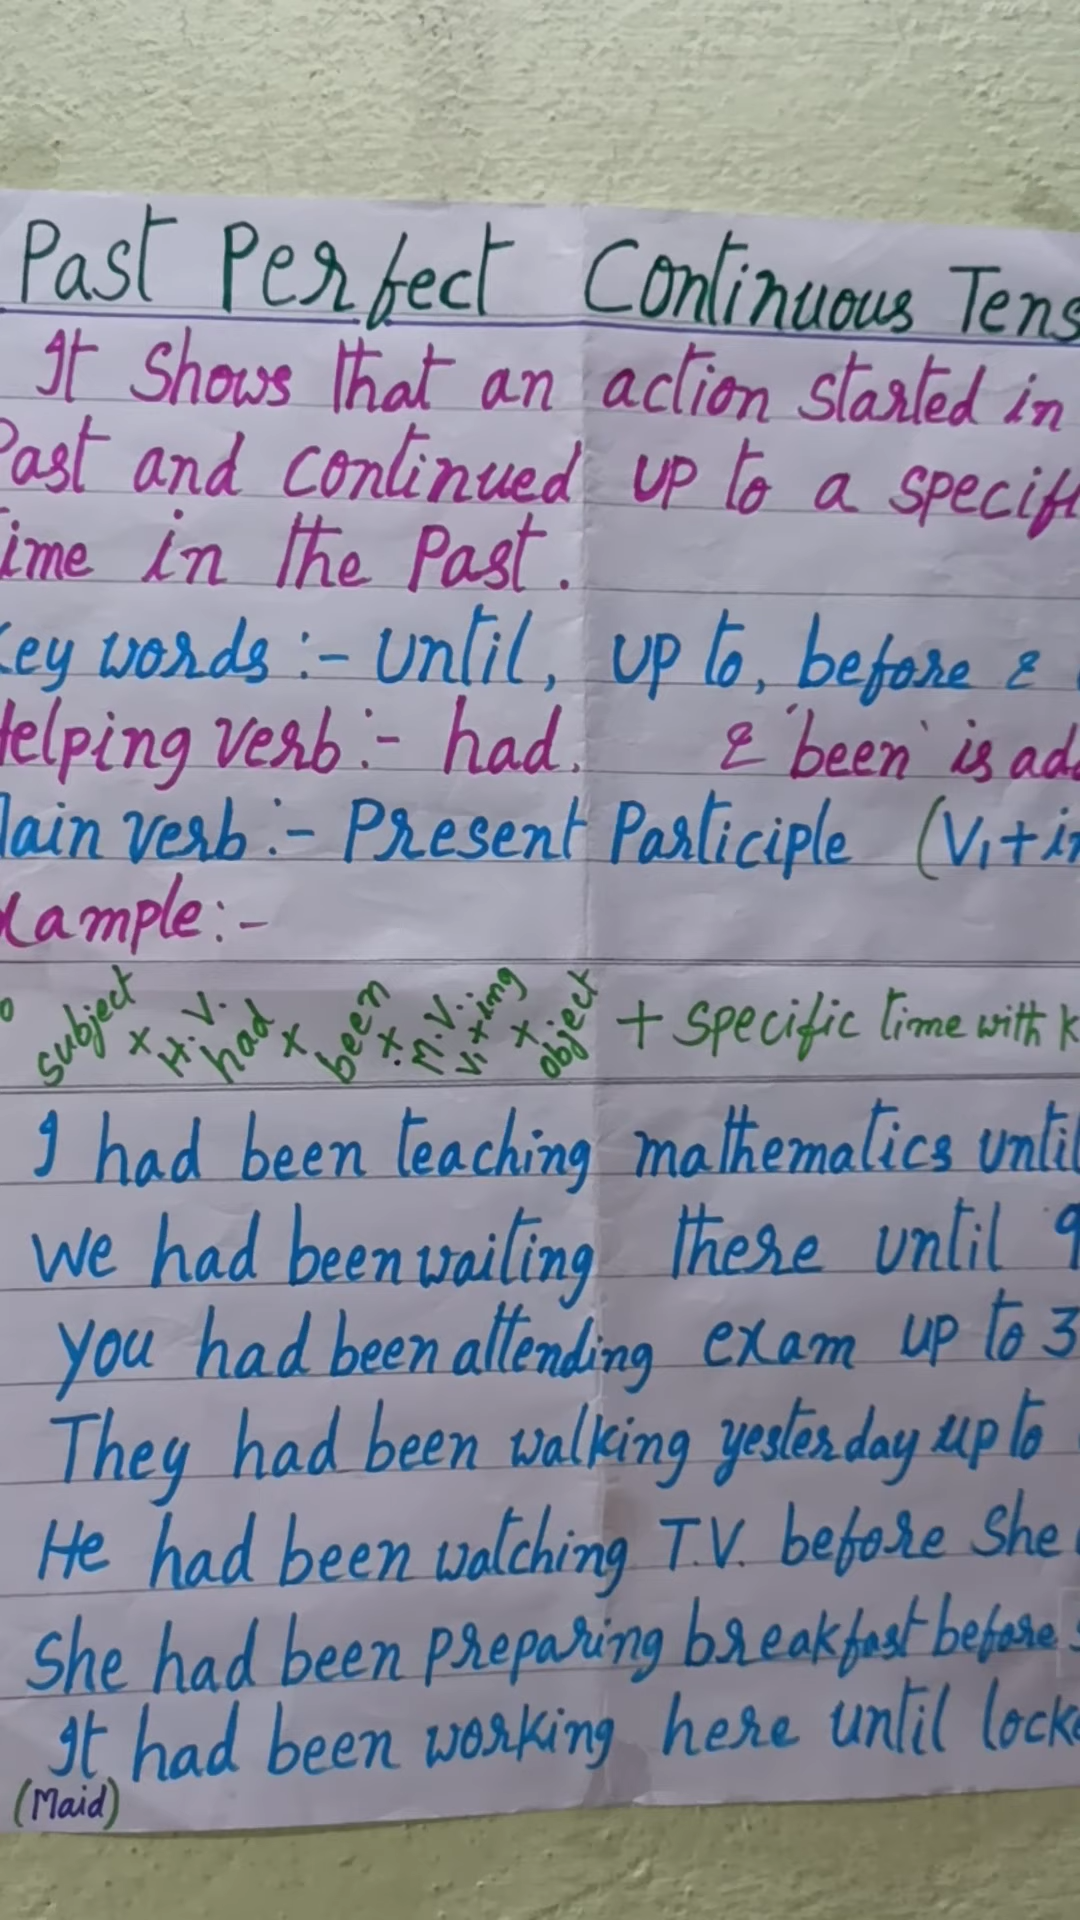 Past Perfect Continuous Tens
It shows that an action started in
Past and continued up to a specifi
ime in the Past.
ey words :- until, up to, before &
elping verb :- had. & 'been' is ad
ain verb :- Present Participle (V1 + in
xample :-
subject x H.V. had x been x m.V. V1+ing x object + specific time with k
I had been teaching mathematics until
We had been waiting there until 9
You had been attending exam up to 3
They had been walking yesterday up to
He had been watching T.V. before she
She had been preparing breakfast before
It had been working here until lock
(Maid)